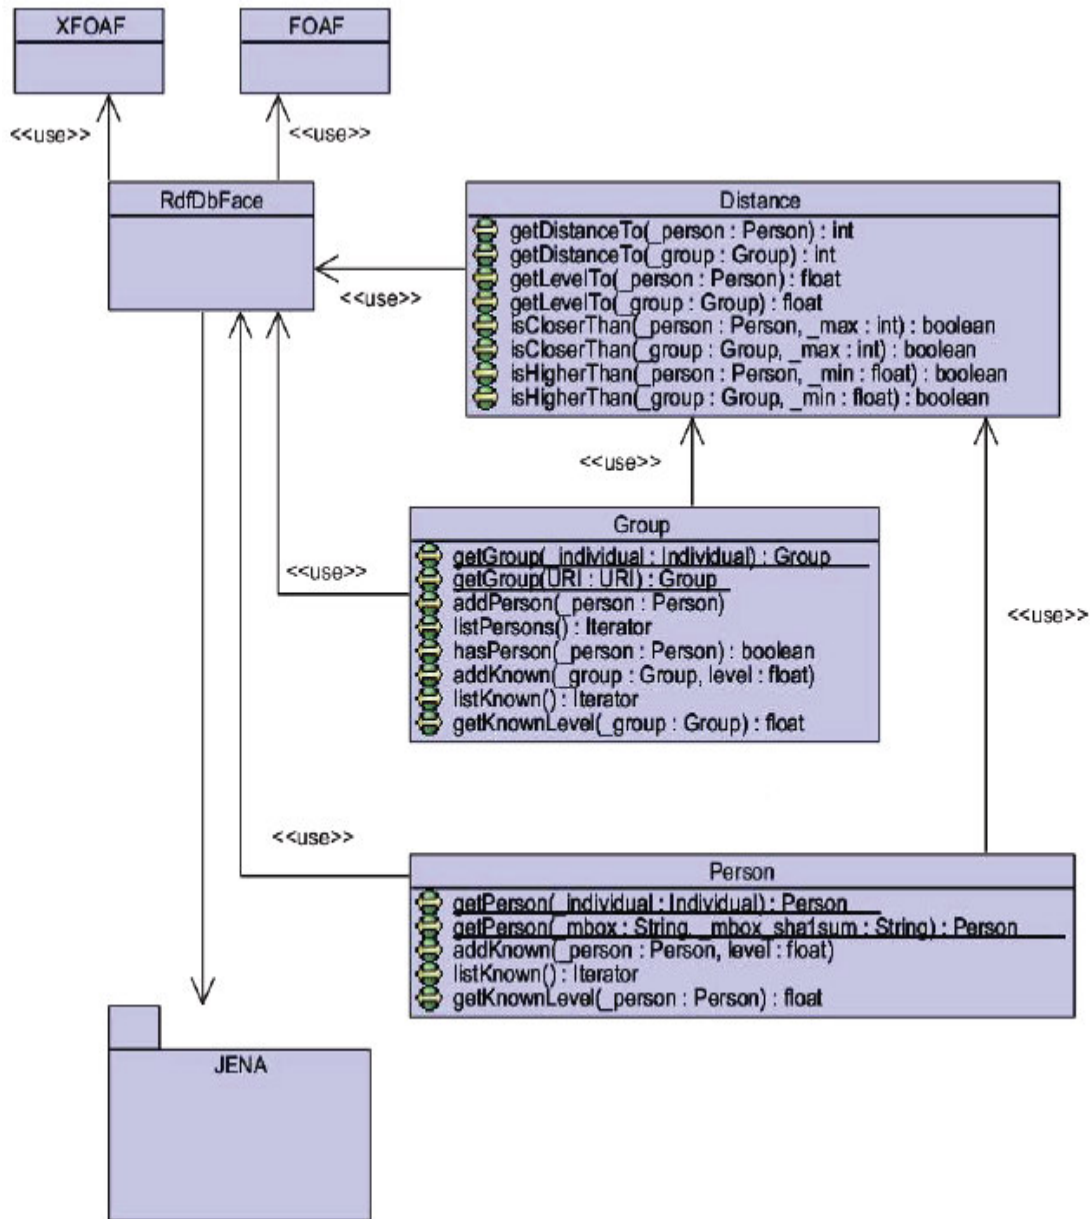 XFOAF
FOAF
<<use>>
<<use>>
RdfDbFace
Distance
getDistanceTo(_person : Person) : int
getDistanceTo(_group : Group) : int
getLevelTo(_person : Person) : float
getLevelTo(_group : Group) : float
isCloserThan(_person : Person, _max : int) : boolean
isCloserThan(_group : Group, _max : int) : boolean
isHigherThan(_person : Person, _min : float) : boolean
isHigherThan(_group : Group, _min : float) : boolean
<<use>>
<<use>>
Group
getGroup(_individual : Individual) : Group
getGroup(URI : URI) : Group
addPerson(_person : Person)
listPersons() : Iterator
hasPerson(_person : Person) : boolean
addKnown(_group : Group, level : float)
listKnown() : Iterator
getKnownLevel(_group : Group) : float
<<use>>
<<use>>
<<use>>
Person
getPerson(_individual : Individual) : Person
getPerson(_mbox : String, _mbox_sha1sum : String) : Person
addKnown(_person : Person, level : float)
listKnown() : Iterator
getKnownLevel(_person : Person) : float
JENA